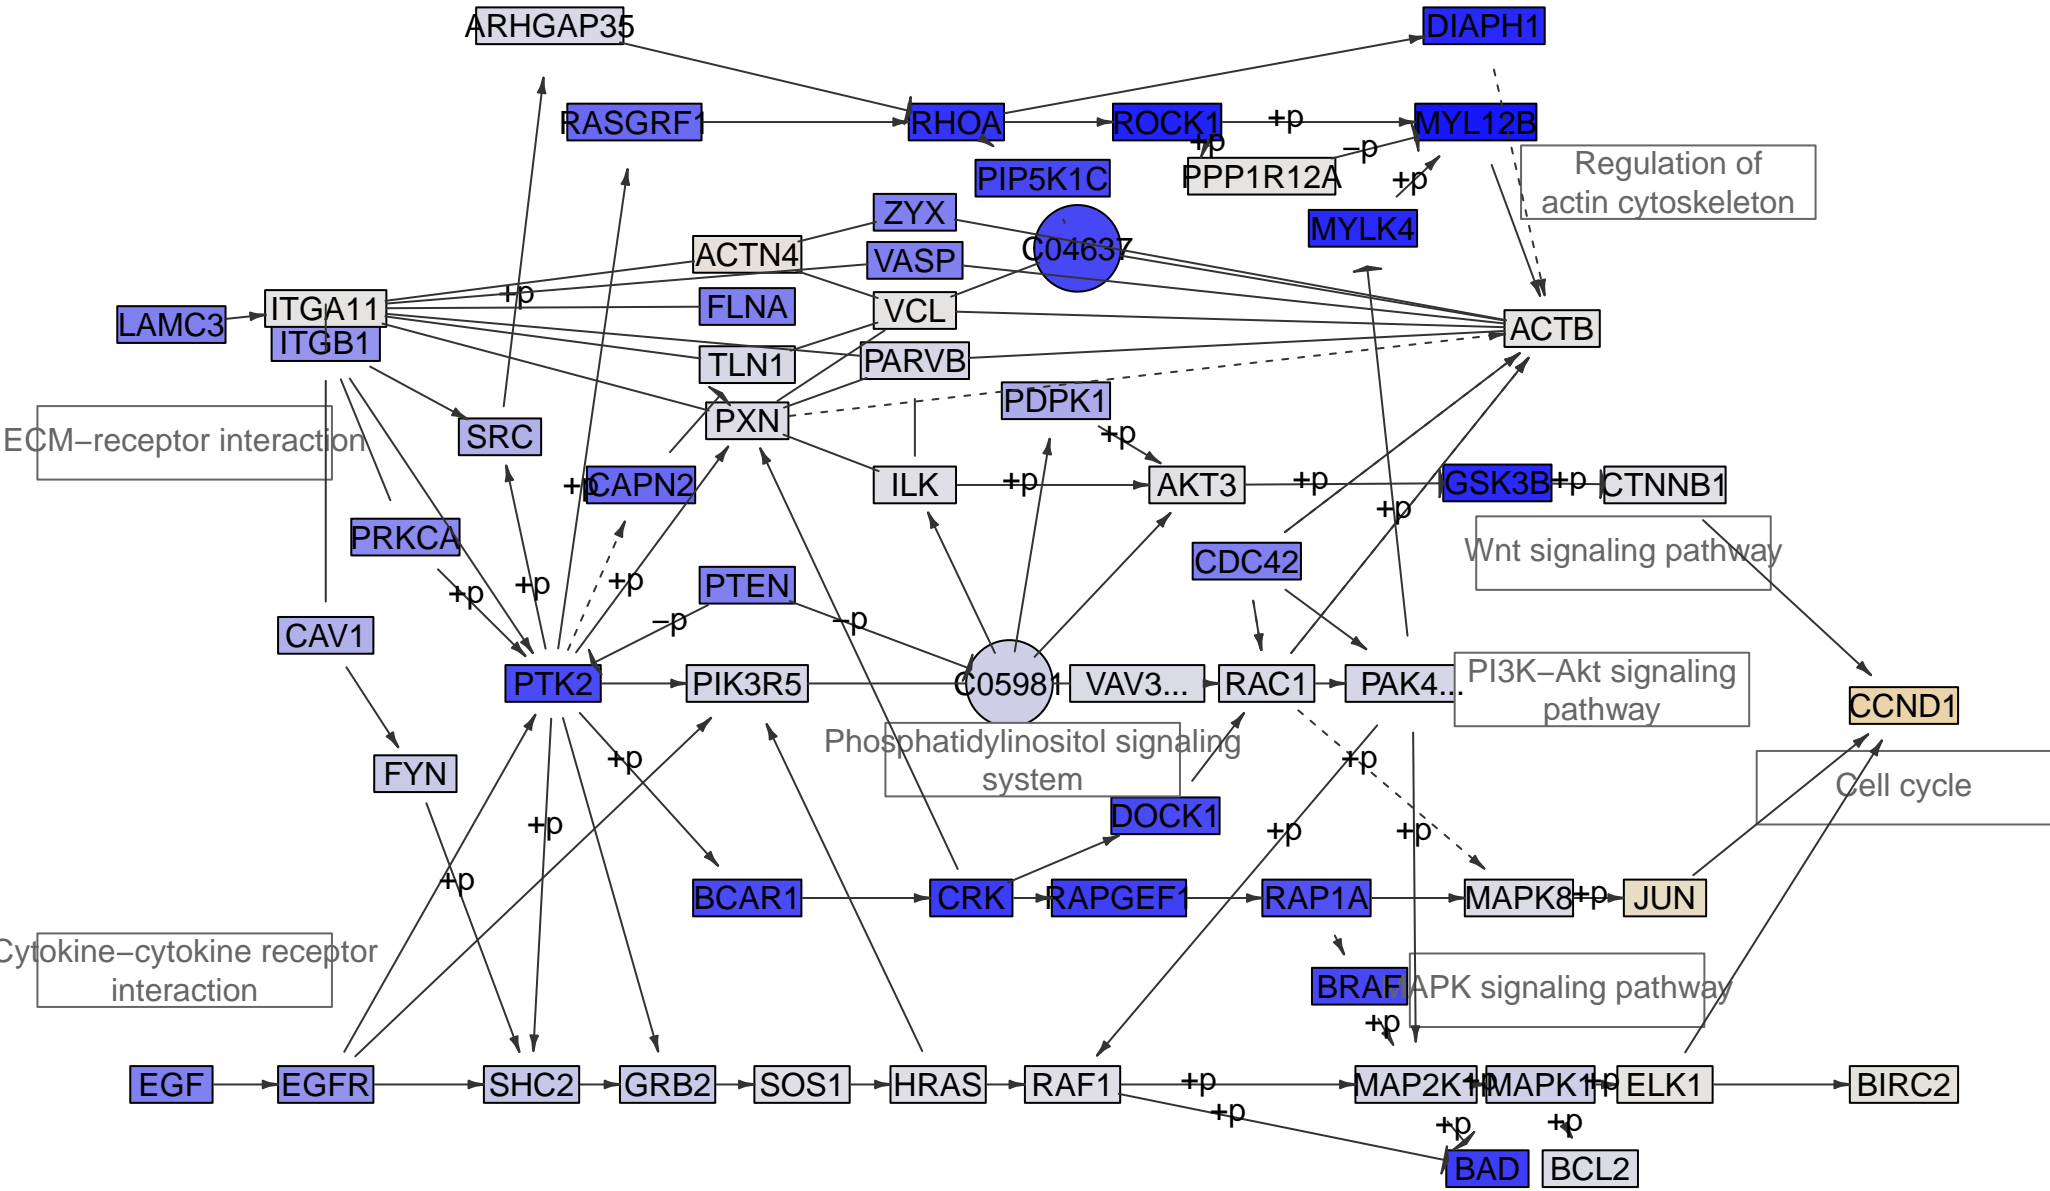 ARHGAP35
DIAPH1
RASGRF1
RHOA
ROCK1
+p
MYL12B
+p
−p
PIP5K1C
PPP1R12A
+p
Regulation of
actin cytoskeleton
ZYX
MYLK4
ACTN4
VASP
C04637
+p
LAMC3
ITGA11
FLNA
VCL
ACTB
ITGB1
TLN1
PARVB
PDPK1
PXN
+p
ECM−receptor interaction
SRC
+p
CAPN2
ILK
+p
AKT3
+p
GSK3B
+p
CTNNB1
+p
PRKCA
CDC42
Wnt signaling pathway
+p
+p
+p
PTEN
−p
−p
CAV1
PTK2
PIK3R5
C05981
VAV3...
RAC1
PAK4...
PI3K−Akt signaling
pathway
CCND1
Phosphatidylinositol signaling
system
FYN
+p
+p
Cell cycle
+p
DOCK1
+p
+p
+p
BCAR1
CRK
RAPGEF1
RAP1A
MAPK8
+p
JUN
Cytokine−cytokine receptor
interaction
BRAF
MAPK signaling pathway
+p
EGF
EGFR
SHC2
GRB2
SOS1
HRAS
RAF1
+p
MAP2K1
+p
MAPK1
+p
ELK1
BIRC2
+p
+p
+p
BAD
BCL2